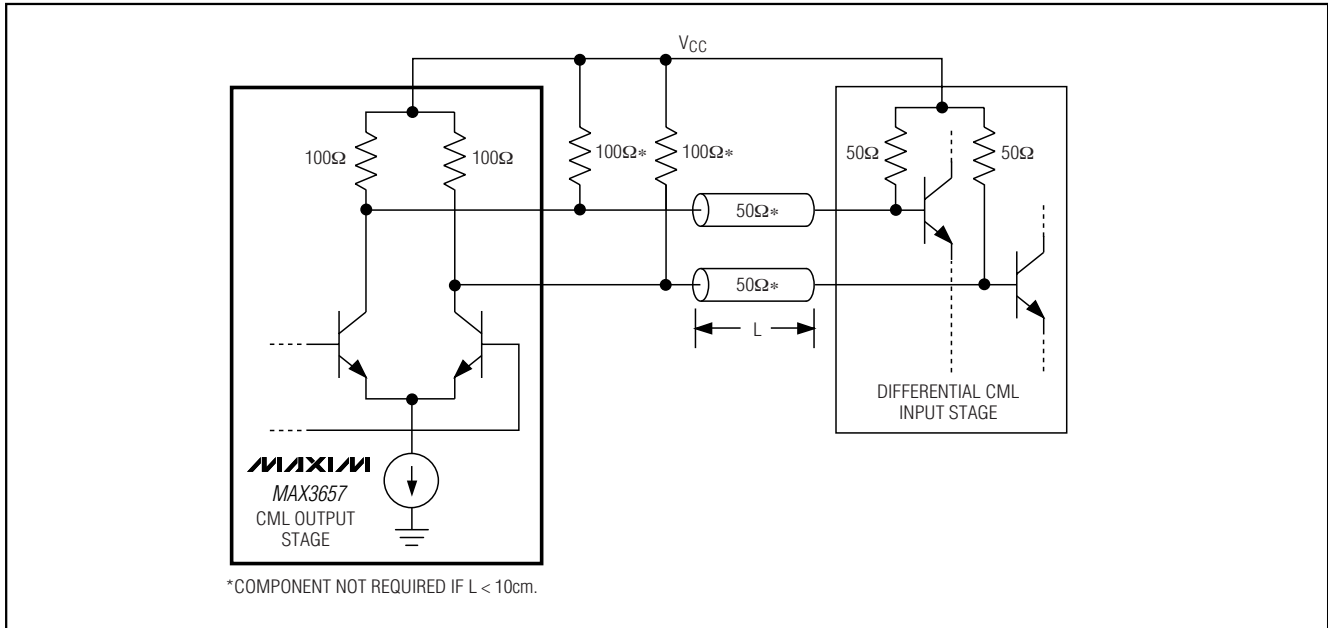 VCC
100Ω
100Ω
100Ω*
100Ω*
50Ω
50Ω
50Ω*
50Ω*
L
DIFFERENTIAL CML
INPUT STAGE
MAXIM
MAX3657
CML OUTPUT
STAGE
*COMPONENT NOT REQUIRED IF L < 10cm.